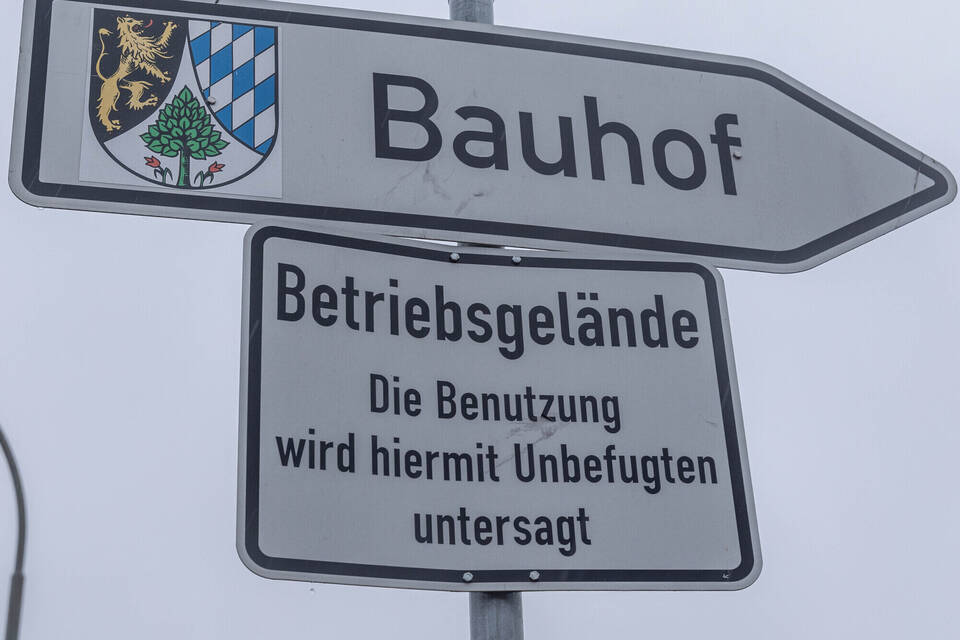 Bauhof
Betriebsgelände
Die Benutzung
wird hiermit Unbefugten
untersagt